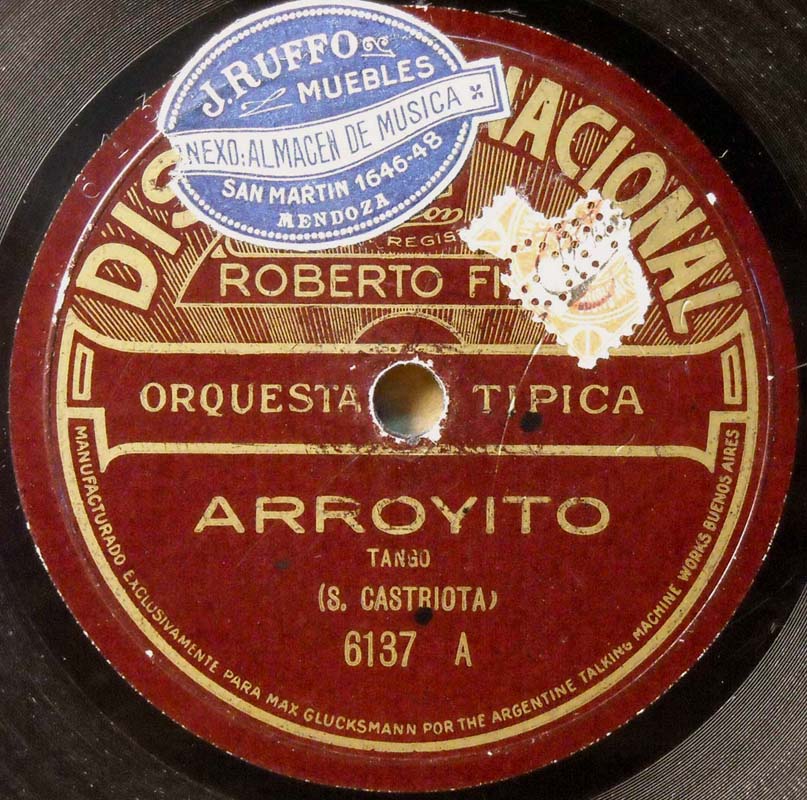 J. RUFFO
MUEBLES
NEXO: ALMACEN DE MUSICA
SAN MARTIN 1646-48
MENDOZA
DIS NACIONAL
REGIS
ROBERTO FI
ORQUESTA TIPICA
ARROYITO
TANGO
(S. CASTRIOTA)
6137 A
MANUFACTURADO EXCLUSIVAMENTE PARA MAX GLUCKSMANN POR THE ARGENTINE TALKING MACHINE WORKS BUENOS AIRES